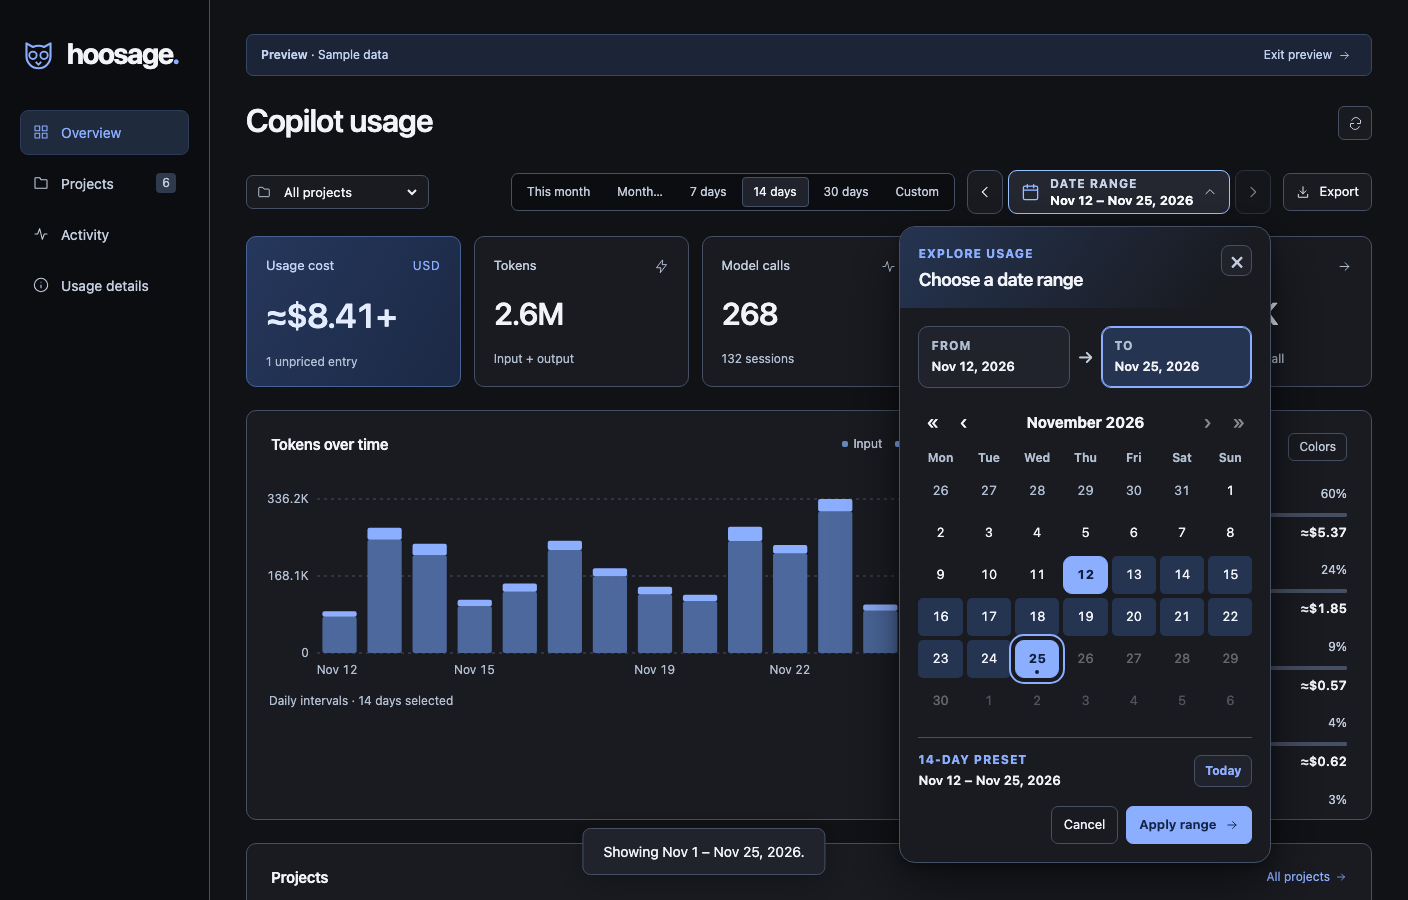 hoosage.
Overview
Projects 6
Activity
Usage details
Preview · Sample data
Exit preview →
Copilot usage
All projects
This month Month... 7 days 14 days 30 days Custom
DATE RANGE
Nov 12 – Nov 25, 2026
Export
Usage cost USD
≈$8.41+
1 unpriced entry
Tokens
2.6M
Input + output
Model calls
268
132 sessions
Tokens over time
Input
336.2K
168.1K
0
Nov 12 Nov 15 Nov 19 Nov 22
Daily intervals · 14 days selected
EXPLORE USAGE
Choose a date range
FROM
Nov 12, 2026
→
TO
Nov 25, 2026
« ‹ November 2026 › »
Mon Tue Wed Thu Fri Sat Sun
26 27 28 29 30 31 1
2 3 4 5 6 7 8
9 10 11 12 13 14 15
16 17 18 19 20 21 22
23 24 25 26 27 28 29
30 1 2 3 4 5 6
14-DAY PRESET
Nov 12 – Nov 25, 2026
Today
Cancel
Apply range →
Colors
60%
≈$5.37
24%
≈$1.85
9%
≈$0.57
4%
≈$0.62
3%
Showing Nov 1 – Nov 25, 2026.
Projects
All projects →